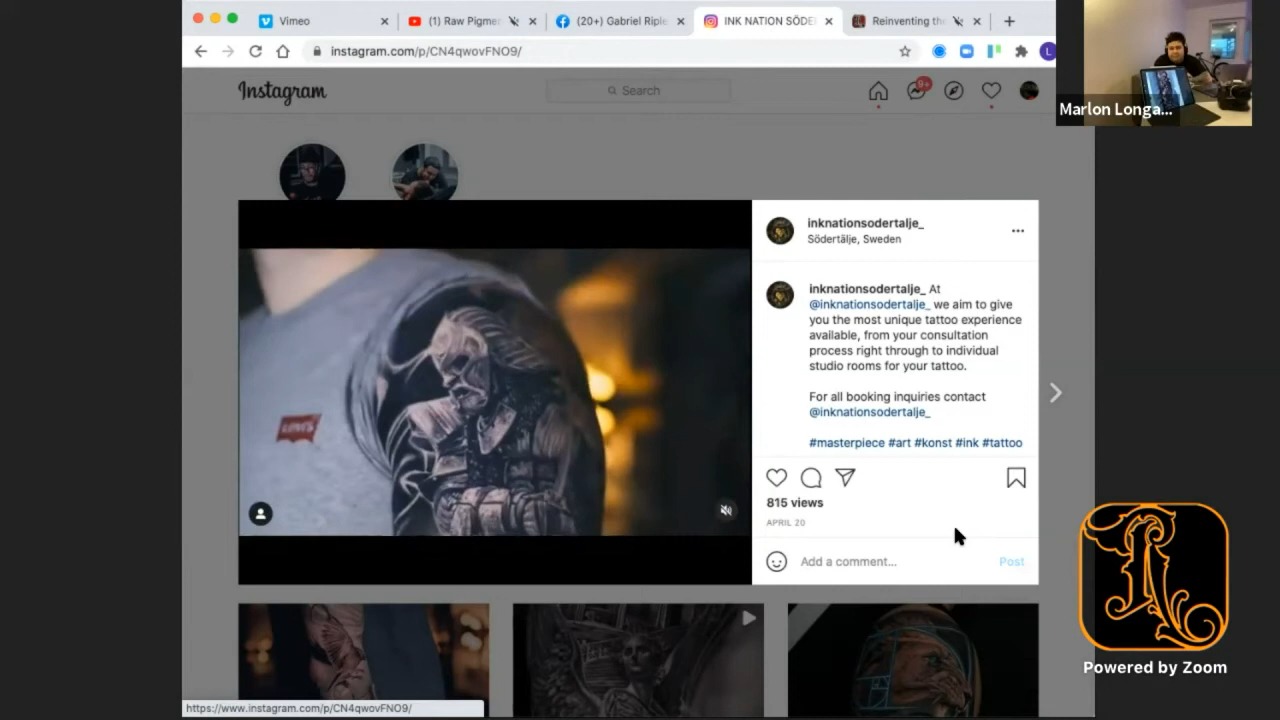 Vimeo
(1) Raw Pigme
(20+) Gabriel Riple
INK NATION SÖDE
Reinventing the
instagram.com/p/CN4qwovFNO9/
L
Marlon Longa...
Instagram
Search
9+
inknationsodertalje_
Södertälje, Sweden
inknationsodertalje_ At
@inknationsodertalje_ we aim to give
you the most unique tattoo experience
available, from your consultation
process right through to individual
studio rooms for your tattoo.
For all booking inquiries contact
@inknationsodertalje_
#masterpiece #art #konst #ink #tattoo
LEVI'S
815 views
APRIL 20
Add a comment...
Post
Powered by Zoom
https://www.instagram.com/p/CN4qwovFNO9/